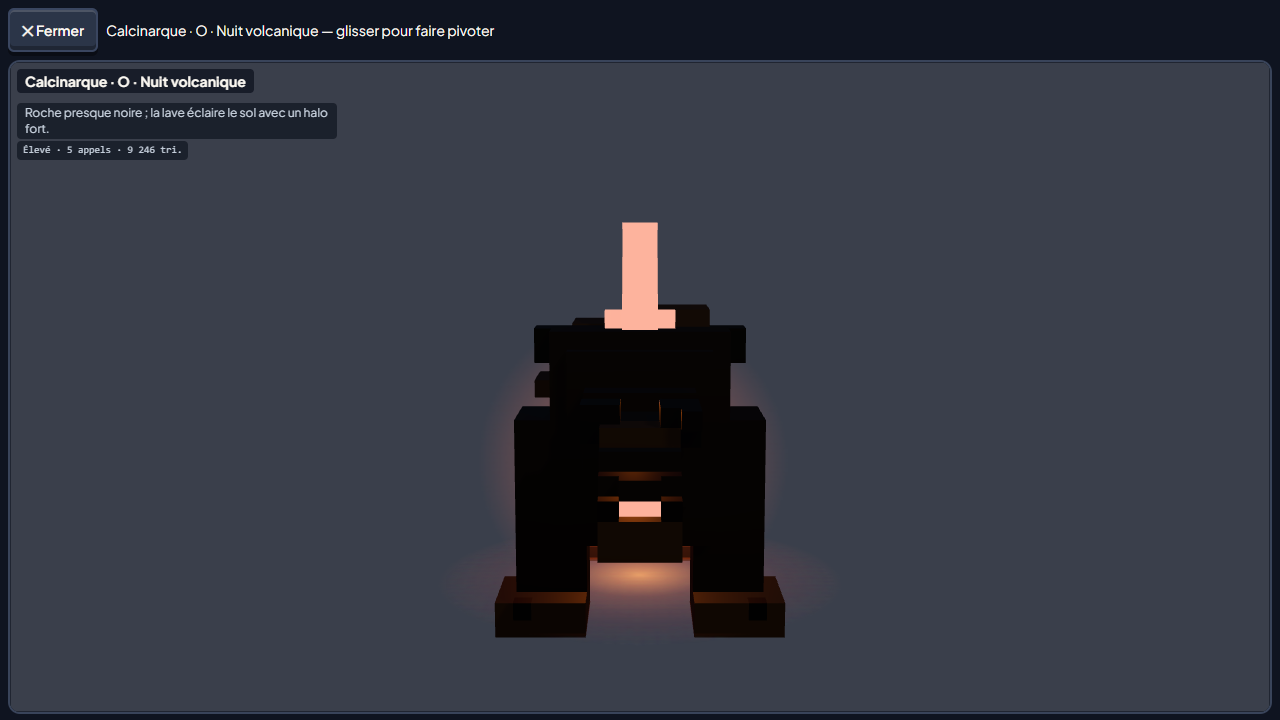 ✕ Fermer
Calcinarque · O · Nuit volcanique — glisser pour faire pivoter
Calcinarque · O · Nuit volcanique
Roche presque noire ; la lave éclaire le sol avec un halo
fort.
Élevé · 5 appels · 9 246 tri.